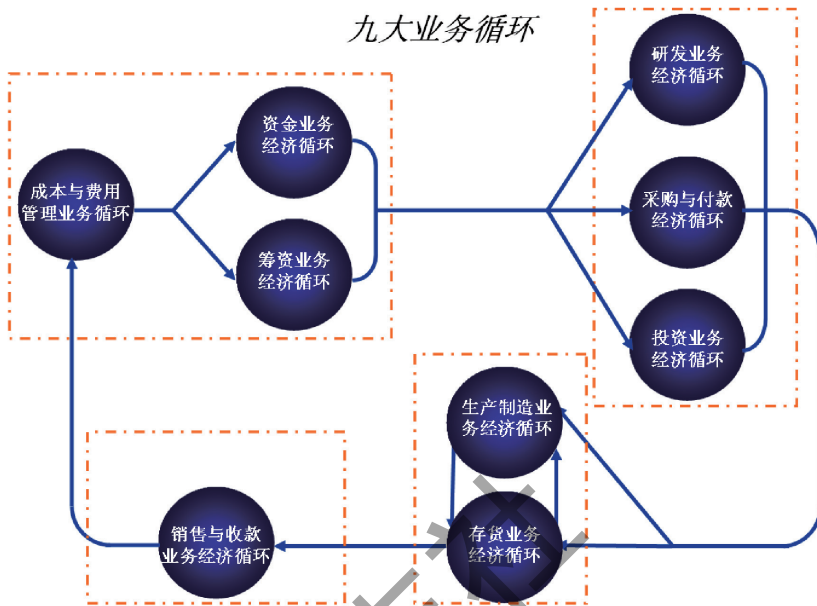 九大业务循环
研发业务
经济循环
资金业务
经济循环
成本与费用
管理业务循环
采购与付款
经济循环
筹资业务
经济循环
投资业务
经济循环
生产制造业
务经济循环
销售与收款
业务经济循环
存货业务
经济循环
社